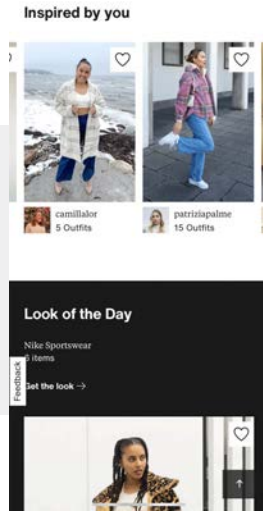 Inspired by you
camillalor
5 Outfits
patriziapalme
15 Outfits
Look of the Day
Nike Sportswear
6 items
Feedback
Get the look →